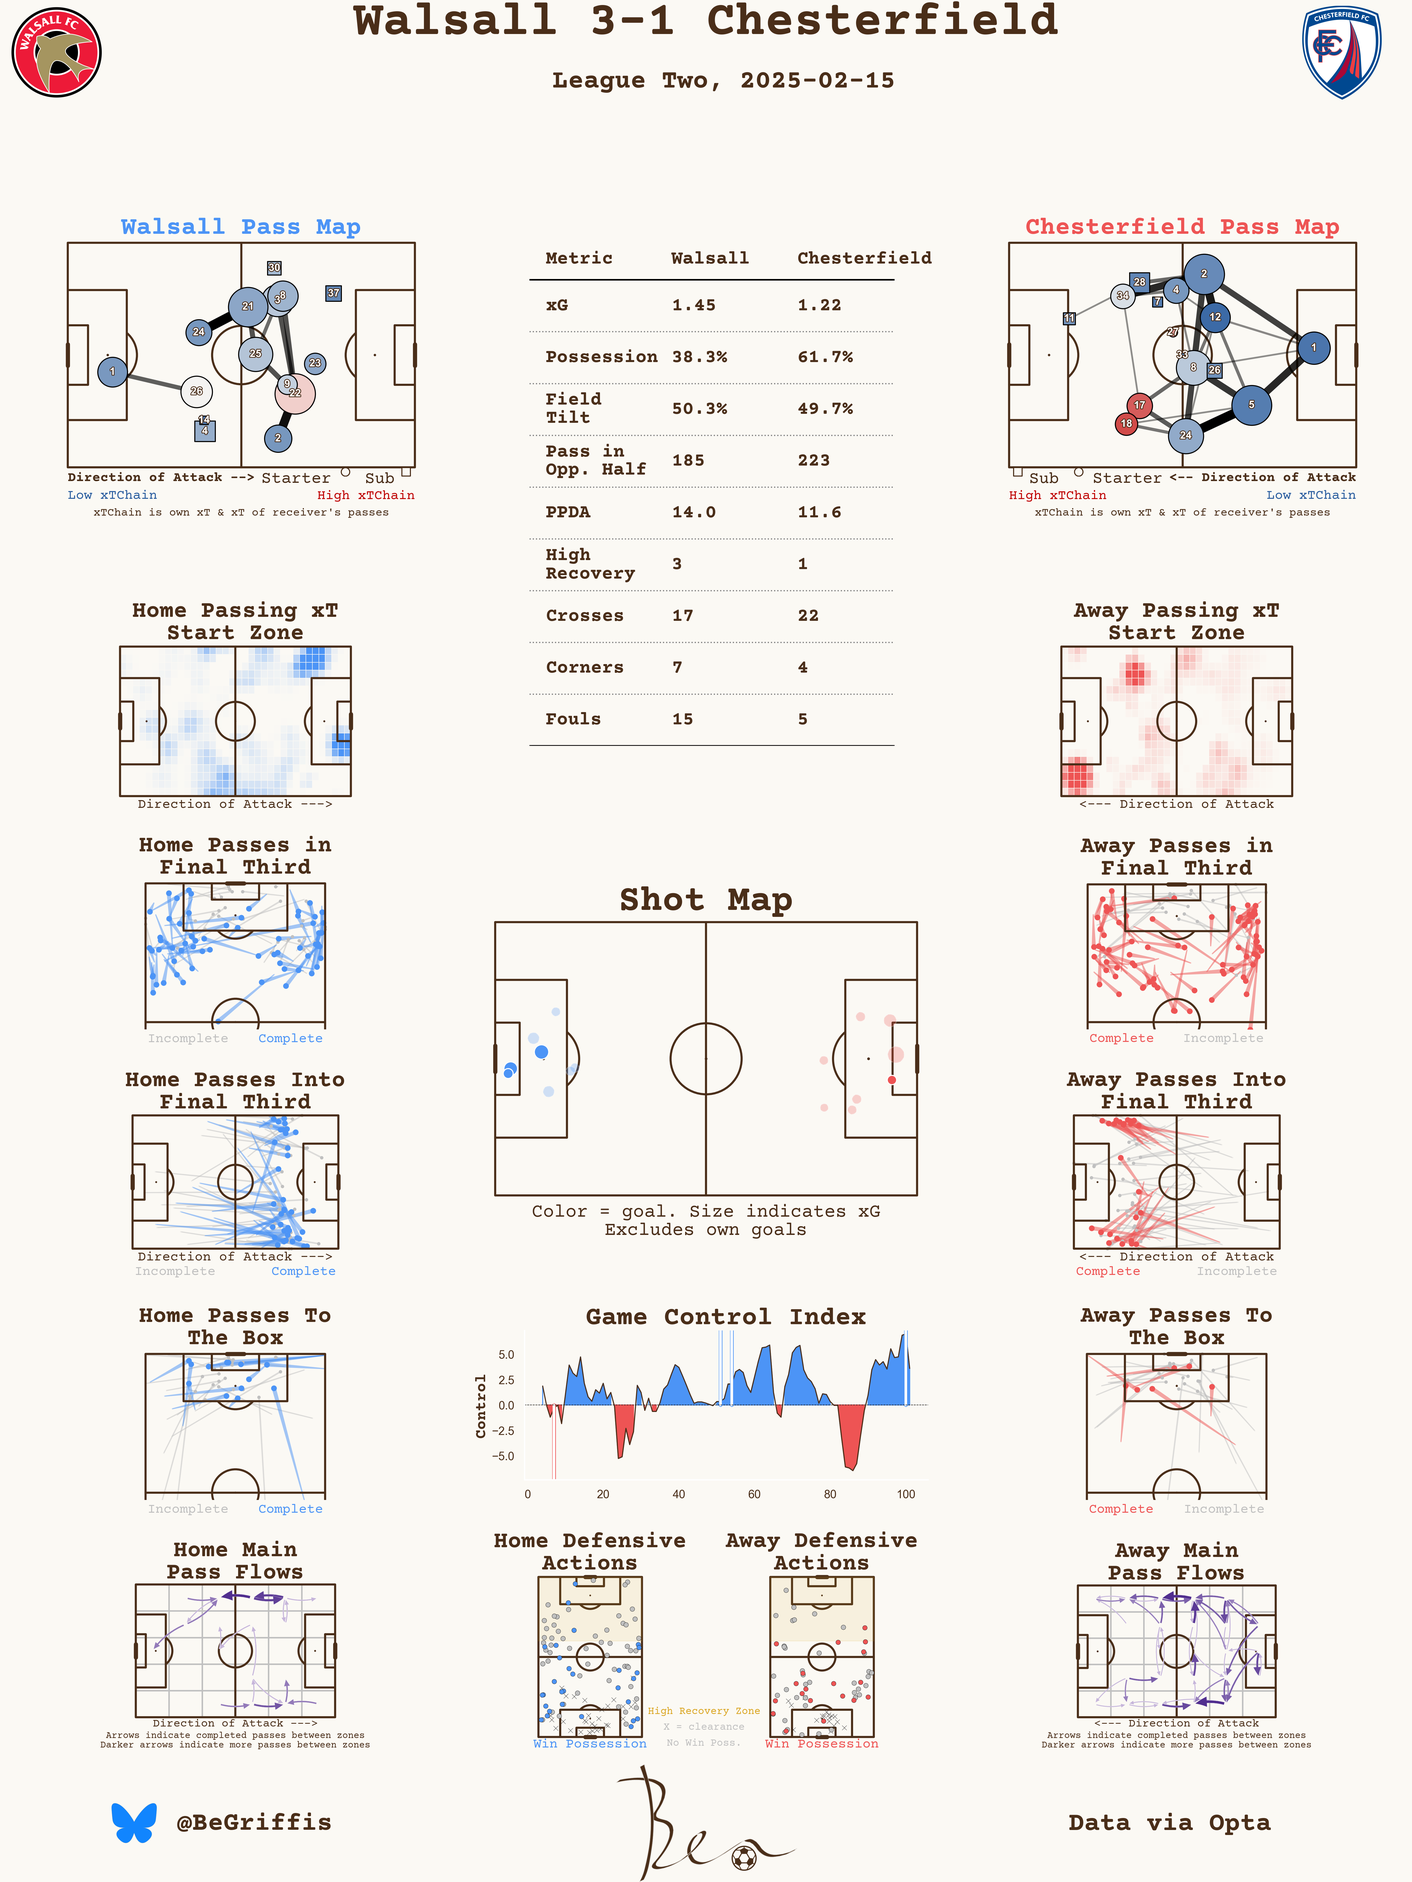 Walsall 3-1 Chesterfield
League Two, 2025-02-15
WALSALL FC
CHESTERFIELD FC
Walsall Pass Map
30
37
3
8
21
24
25
23
1
26
9
22
14
4
2
Direction of Attack --> Starter Sub
Low xTChain High xTChain
xTChain is own xT & xT of receiver's passes
Metric Walsall Chesterfield
xG 1.45 1.22
Possession 38.3% 61.7%
Field
Tilt 50.3% 49.7%
Pass in
Opp. Half 185 223
PPDA 14.0 11.6
High
Recovery 3 1
Crosses 17 22
Corners 7 4
Fouls 15 5
Chesterfield Pass Map
2
28
4
34
7
11
12
27
33
1
8
26
17
5
18
24
Sub Starter <-- Direction of Attack
High xTChain Low xTChain
xTChain is own xT & xT of receiver's passes
Home Passing xT
Start Zone
Direction of Attack --->
Away Passing xT
Start Zone
<--- Direction of Attack
Home Passes in
Final Third
Incomplete Complete
Away Passes in
Final Third
Complete Incomplete
Shot Map
Color = goal. Size indicates xG
Excludes own goals
Home Passes Into
Final Third
Direction of Attack --->
Incomplete Complete
Away Passes Into
Final Third
<--- Direction of Attack
Complete Incomplete
Home Passes To
The Box
Incomplete Complete
Game Control Index
Control
5.0
2.5
0.0
−2.5
−5.0
0 20 40 60 80 100
Away Passes To
The Box
Complete Incomplete
Home Main
Pass Flows
Direction of Attack --->
Arrows indicate completed passes between zones
Darker arrows indicate more passes between zones
Home Defensive
Actions
Win Possession
Away Defensive
Actions
Win Possession
High Recovery Zone
X = clearance
No Win Poss.
Away Main
Pass Flows
<--- Direction of Attack
Arrows indicate completed passes between zones
Darker arrows indicate more passes between zones
@BeGriffis
Ben
Data via Opta